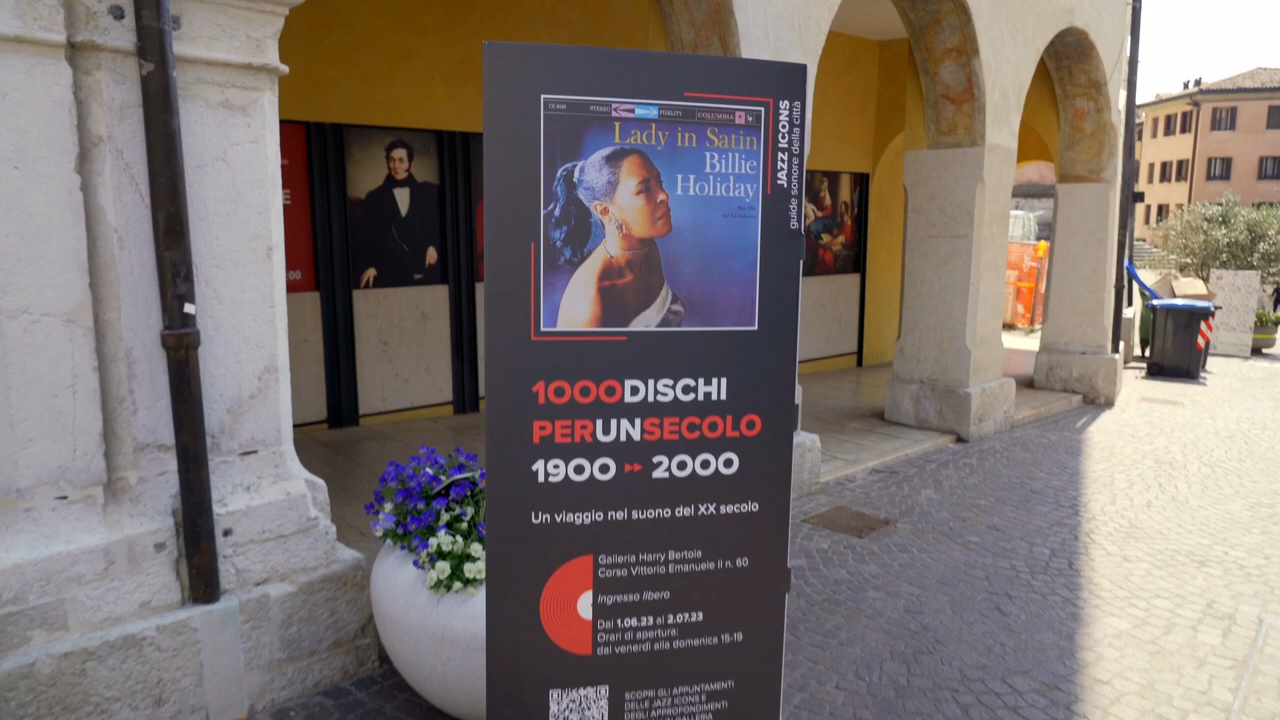 STEREO
FIDELITY
COLUMBIA
Lady in Satin
Billie
Holiday
JAZZ ICONS
guide sonore della città
1000DISCHI
PERUNSECOLO
1900 2000
Un viaggio nel suono del XX secolo
Galleria Harry Bertoia
Corso Vittorio Emanuele II n. 60
Ingresso libero
Dal 1.06.23 al 2.07.23
Orari di apertura:
dal venerdì alla domenica 15-19
SCOPRI GLI APPUNTAMENTI
DELLE JAZZ ICONS E
DEGLI APPROFONDIMENTI
GALLERIA